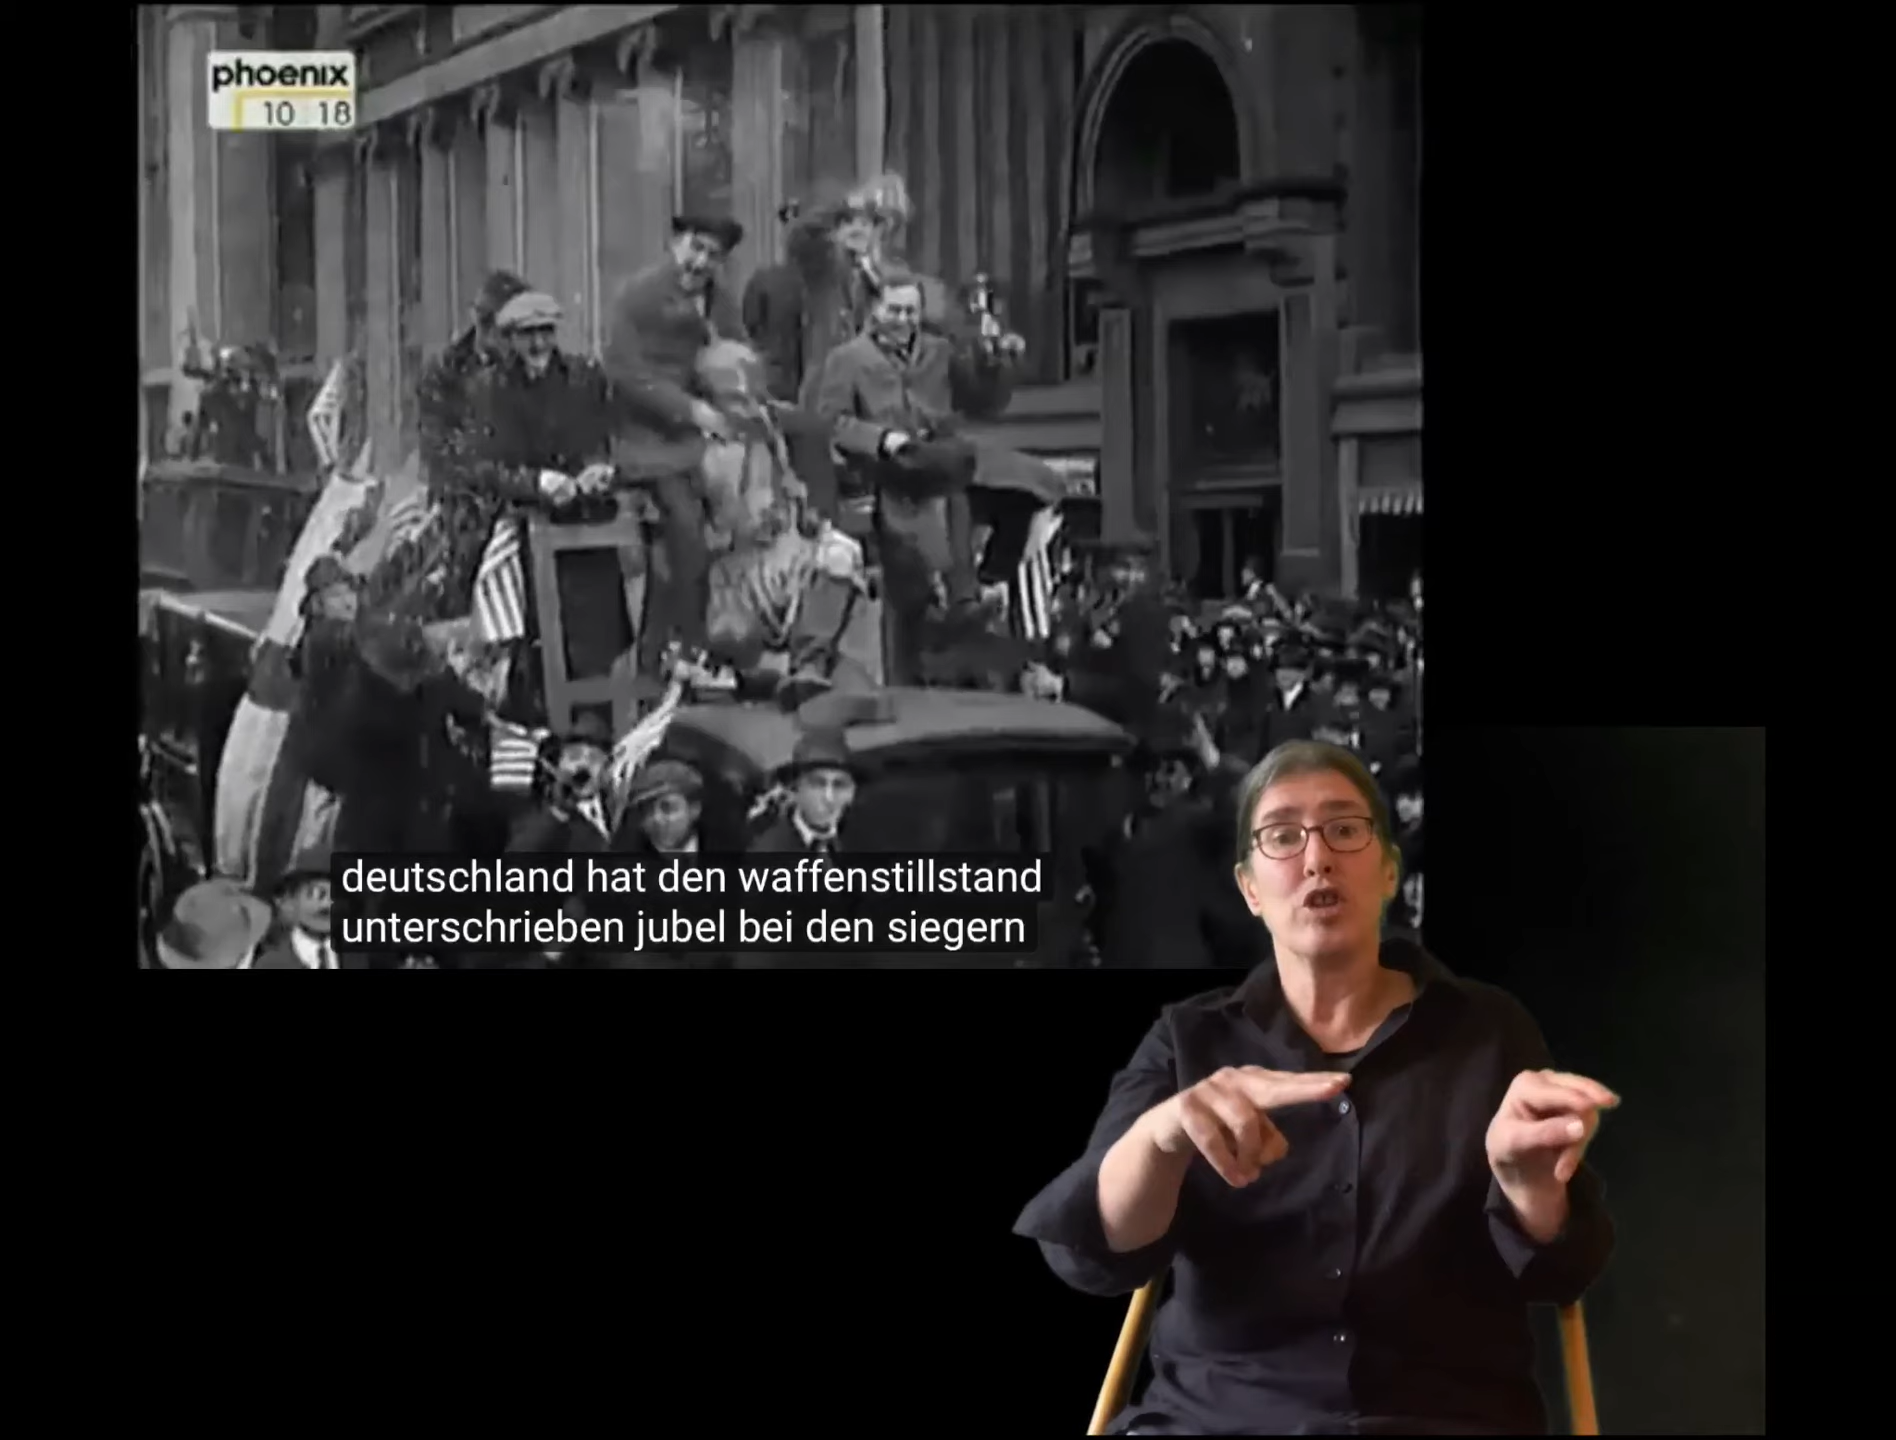 phoenix
10:18
deutschland hat den waffenstillstand
unterschrieben jubel bei den siegern